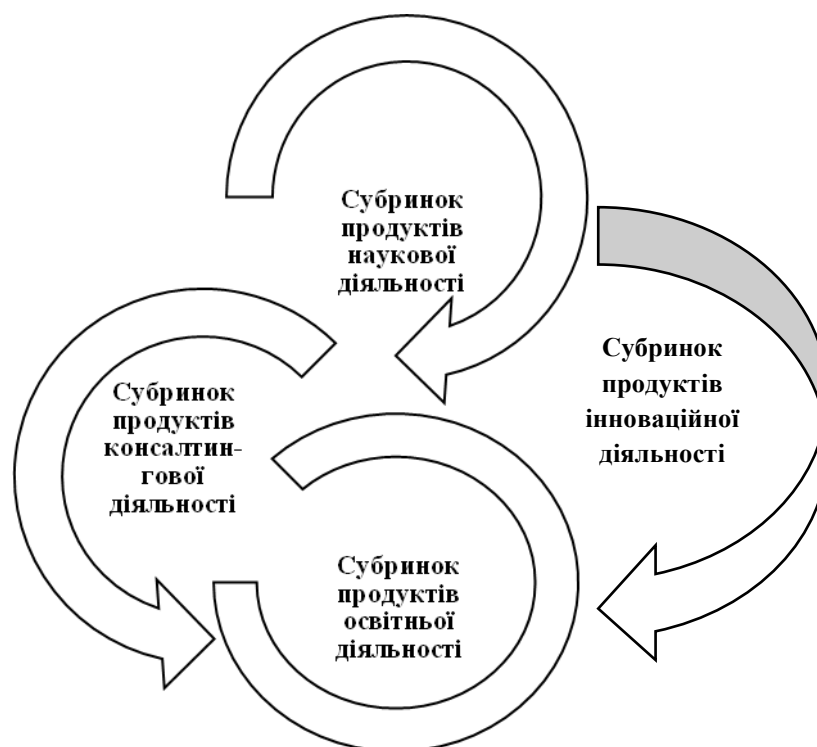 Субринок
продуктів
наукової
діяльності
Субринок
продуктів
інноваційної
діяльності
Субринок
продуктів
консалтин-
гової
діяльності
Субринок
продуктів
освітньої
діяльності